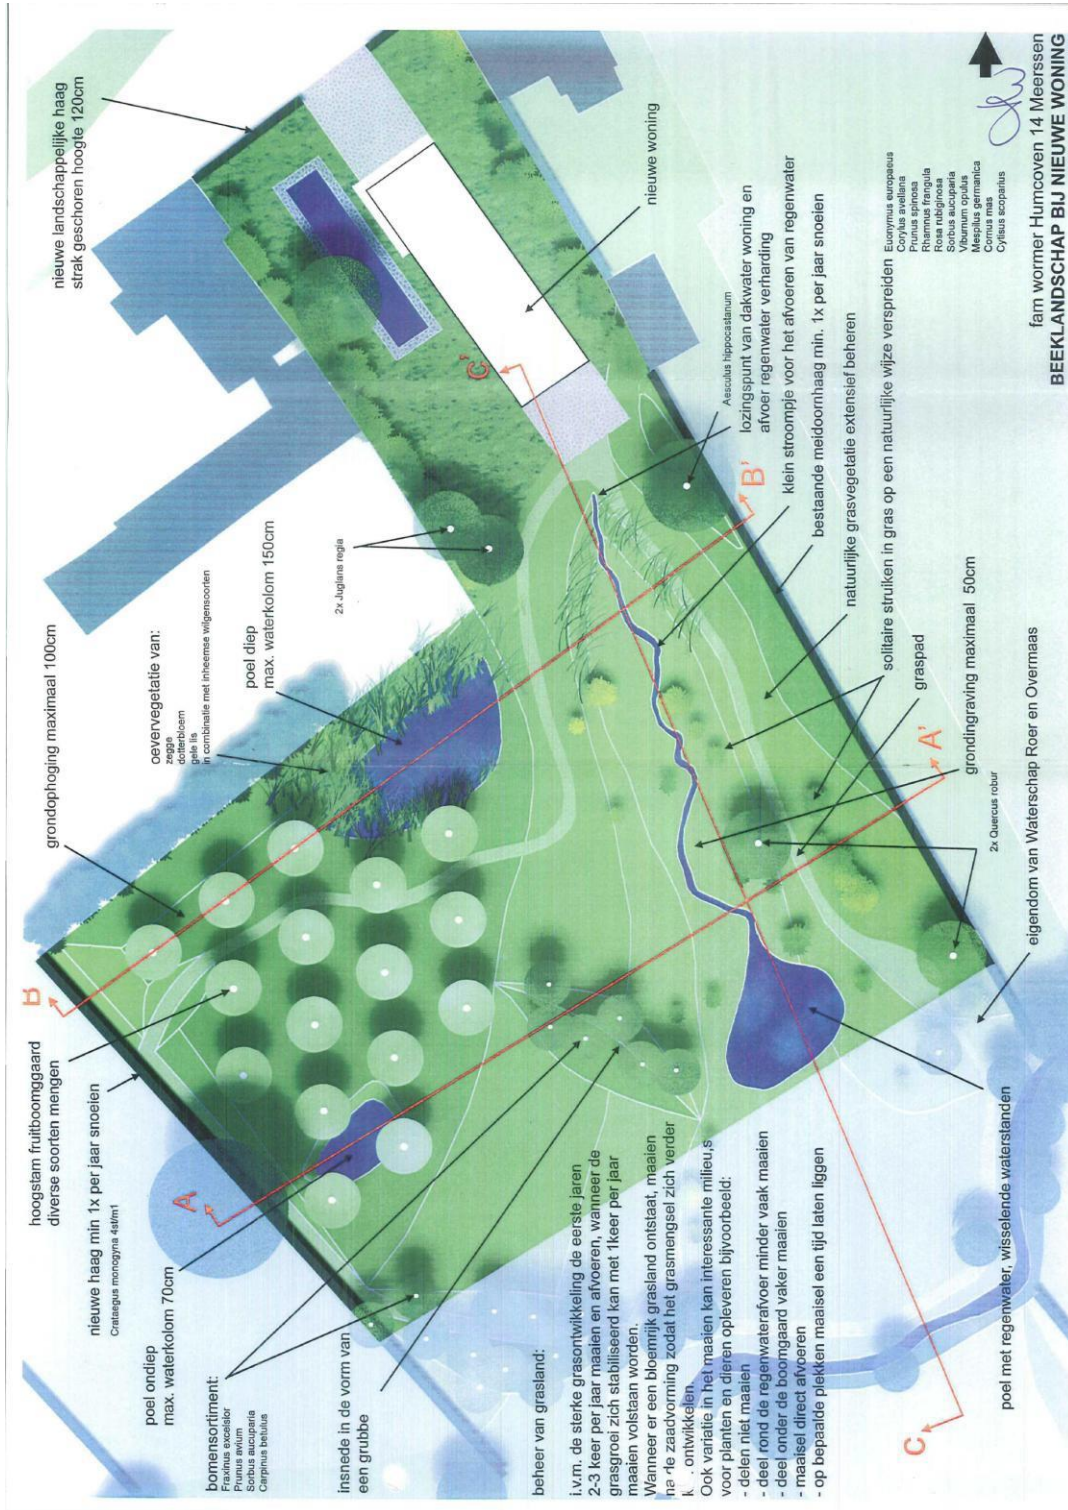 nieuwe landschappelijke haag
strak geschoren hoogte 120cm
nieuwe woning
Aesculus hippocastanum
lozingspunt van dakwater woning en
afvoer regenwater verharding
klein stroompje voor het afvoeren van regenwater
bestaande meidoornhaag min. 1x per jaar snoeien
natuurlijke grasvegetatie extensief beheren
solitaire struiken in gras op een natuurlijke wijze verspreiden
Euonymus europaeus
Corylus avellana
Prunus spinosa
Rhamnus frangula
Rosa rubiginosa
Sorbus aucuparia
Viburnum opulus
Mespilus germanica
Cornus mas
Cytisus scoparius
graspad
grondingraving maximaal 50cm
2x Quercus robur
eigendom van Waterschap Roer en Overmaas
poel met regenwater, wisselende waterstanden
fam wormer Humcoven 14 Meerssen
BEEKLANDSCHAP BIJ NIEUWE WONING
grondophoging maximaal 100cm
oevervegetatie van:
zegge
dotterbloem
gele lis
in combinatie met inheemse wilgensoorten
poel diep
max. waterkolom 150cm
2x Juglans regia
hoogstam fruitboomggaard
diverse soorten mengen
nieuwe haag min 1x per jaar snoeien
Crataegus monogyna 4st/m1
poel ondiep
max. waterkolom 70cm
bomensortiment:
Fraxinus excelsior
Prunus avium
Sorbus aucuparia
Carpinus betulus
insnede in de vorm van
een grubbe
beheer van grasland:
i.v.m. de sterke grasontwikkeling de eerste jaren
2-3 keer per jaar maaien en afvoeren, wanneer de
grasgroei zich stabiliseerd kan met 1keer per jaar
maaien volstaan worden.
Wanneer er een bloemrijk grasland ontstaat, maaien
na de zaadvorming zodat het grasmengsel zich verder
ontwikkelen.
Ook variatie in het maaien kan interessante milieu,s
voor planten en dieren opleveren bijvoorbeeld:
- delen niet maaien
- deel rond de regenwaterafvoer minder vaak maaien
- deel onder de boomgaard vaker maaien
- maaisel direct afvoeren
- op bepaalde plekken maaisel een tijd laten liggen
A
A'
B
B'
C
C'